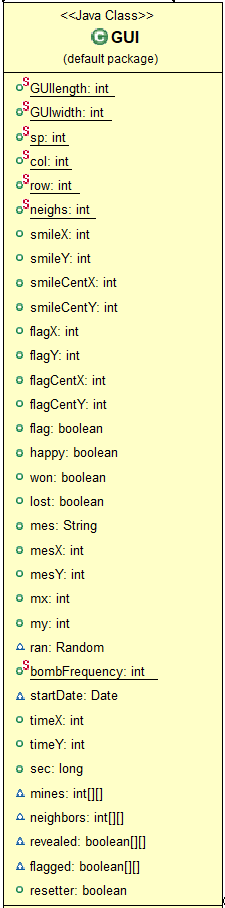 <<Java Class>>
GUI
(default package)
GUIlength: int
GUIwidth: int
sp: int
col: int
row: int
neighs: int
smileX: int
smileY: int
smileCentX: int
smileCentY: int
flagX: int
flagY: int
flagCentX: int
flagCentY: int
flag: boolean
happy: boolean
won: boolean
lost: boolean
mes: String
mesX: int
mesY: int
mx: int
my: int
ran: Random
bombFrequency: int
startDate: Date
timeX: int
timeY: int
sec: long
mines: int[][]
neighbors: int[][]
revealed: boolean[][]
flagged: boolean[][]
resetter: boolean